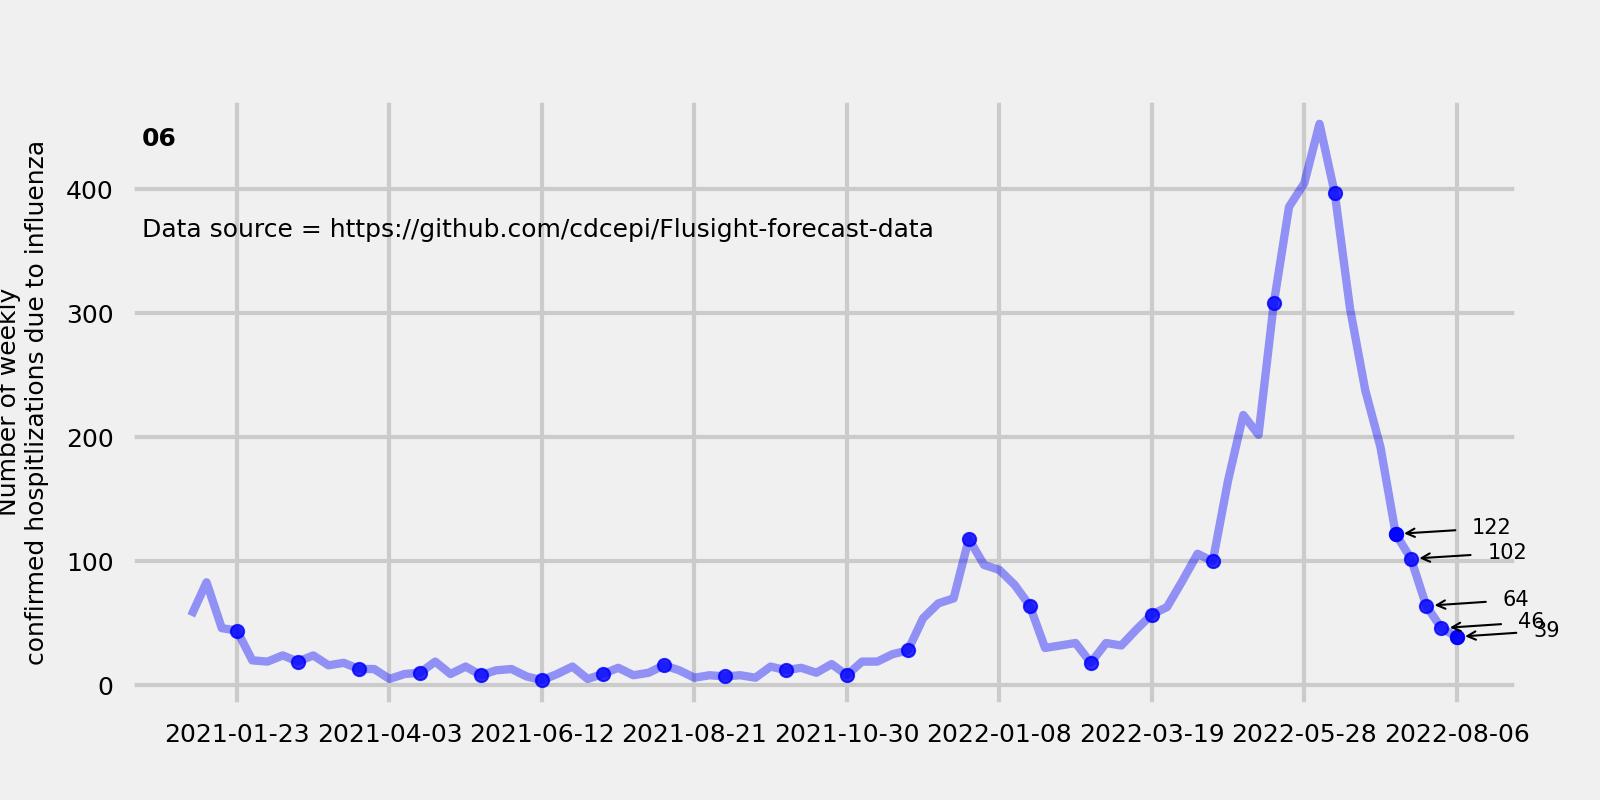 06
Data source = https://github.com/cdcepi/Flusight-forecast-data
Number of weekly
confirmed hospitlizations due to influenza
400
300
200
100
0
122
102
64
46
39
2021-01-23 2021-04-03 2021-06-12 2021-08-21 2021-10-30 2022-01-08 2022-03-19 2022-05-28 2022-08-06